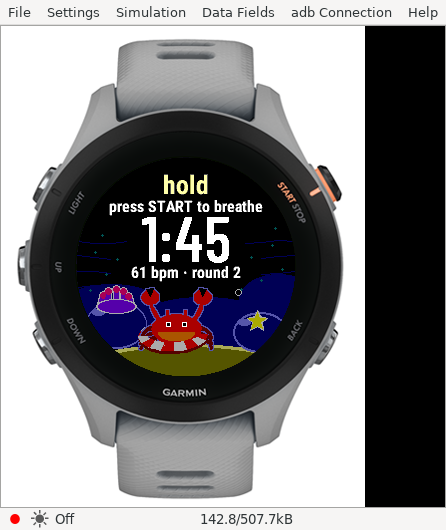 File Settings Simulation Data Fields adb Connection Help
hold
press START to breathe
1:45
61 bpm · round 2
LIGHT
START STOP
UP
DOWN
BACK
GARMIN
Off 142.8/507.7kB